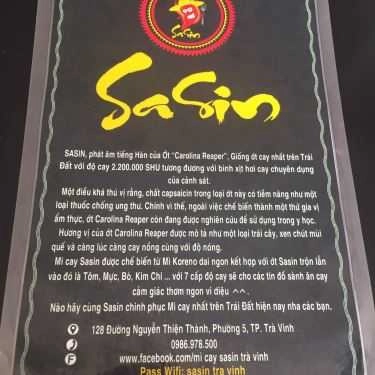 SaSin
SaSin
SASIN, phát âm tiếng Hàn của Ớt "Carolina Reaper", Giống ớt cay nhất trên Trái
Đất với độ cay 2.200.000 SHU tương đương với bình xịt hơi cay chuyên dụng
của cảnh sát.
Một điều khá thú vị rằng, chất capsaicin trong loại ớt này có tiềm năng như một
loại thuốc chống ung thư. Chính vì thế, ngoài việc chế biến thành một thứ gia vị
ẩm thực, ớt Carolina Reaper còn đang được nghiên cứu để sử dụng trong y học.
Hương vị của ớt Carolina Reaper được mô tả như là một loại trái cây, xen chút mùi
quế và càng lúc càng cay nồng cùng với độ nóng.
Mì cay Sasin được chế biến từ Mì Koreno dai ngon kết hợp với ớt Sasin trộn lẫn
vào đó là Tôm, Mực, Bò, Kim Chi ... với 7 cấp độ cay sẽ cho các tín đồ sành ăn cay
cảm giác thơm ngon vi diệu ^^.
Nào hãy cùng Sasin chinh phục Mì cay nhất trên Trái Đất hiện nay nha các bạn.
128 Đường Nguyễn Thiện Thành, Phường 5, TP. Trà Vinh
0986.976.500
www.facebook.com/mì cay sasin trà vinh
Pass Wifi: sasin tra vinh